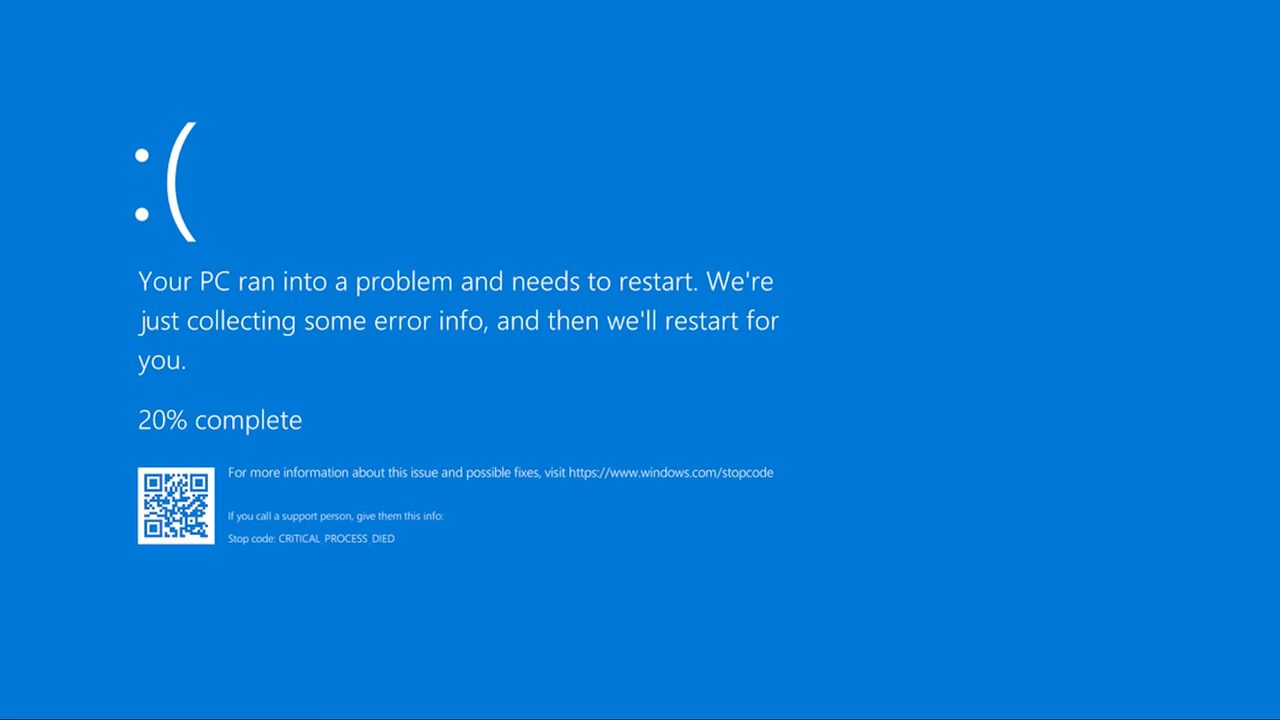 :(
Your PC ran into a problem and needs to restart. We're
just collecting some error info, and then we'll restart for
you.
20% complete
For more information about this issue and possible fixes, visit https://www.windows.com/stopcode
If you call a support person, give them this info:
Stop code: CRITICAL_PROCESS_DIED